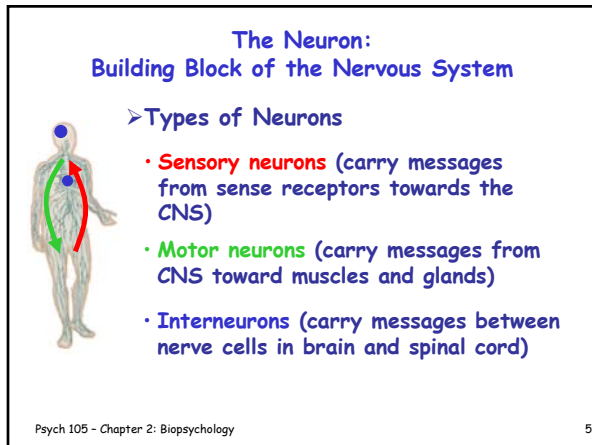 The Neuron:
Building Block of the Nervous System
➢Types of Neurons
• Sensory neurons (carry messages
from sense receptors towards the
CNS)
• Motor neurons (carry messages from
CNS toward muscles and glands)
• Interneurons (carry messages between
nerve cells in brain and spinal cord)
Psych 105 – Chapter 2: Biopsychology 5